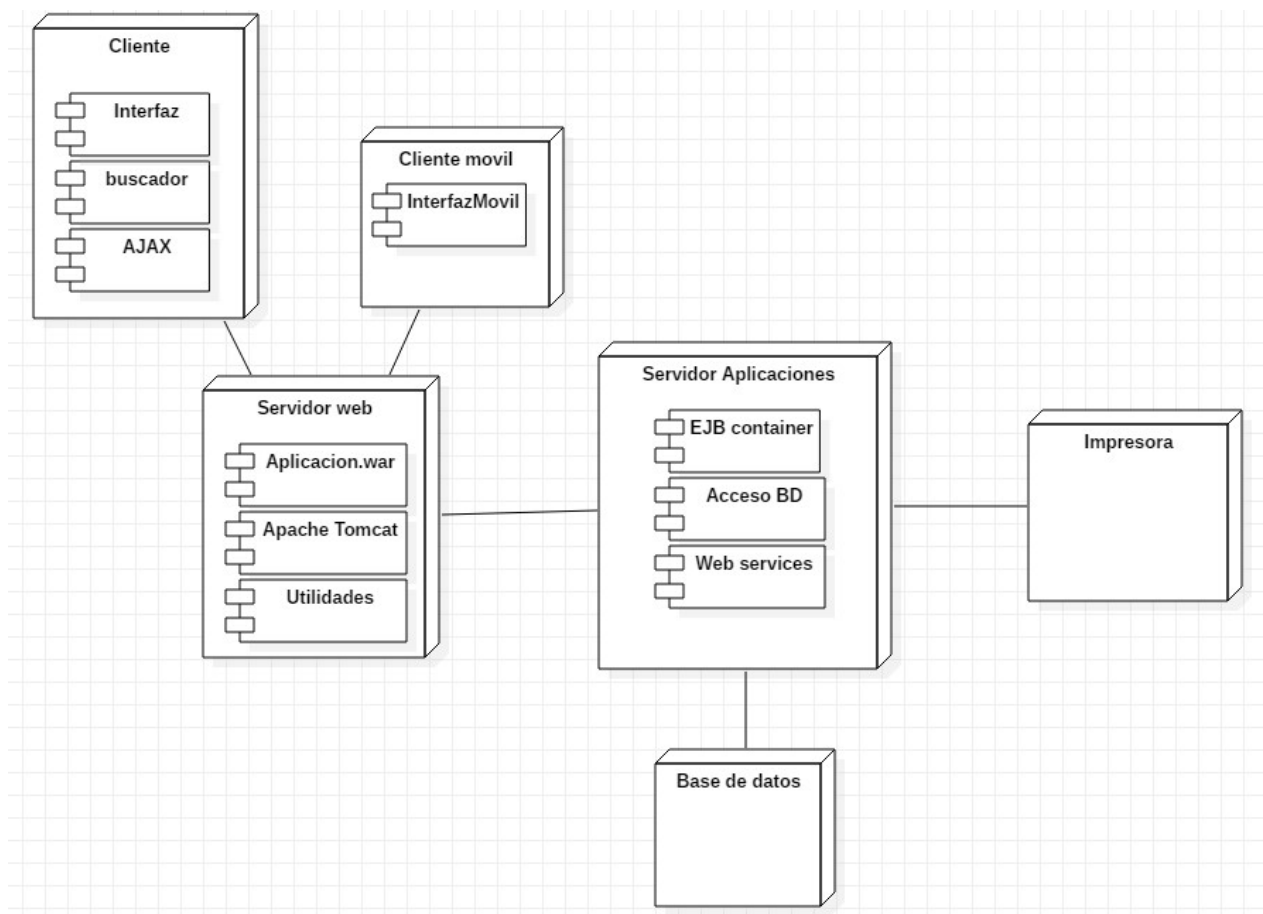 Cliente
Interfaz
buscador
AJAX
Cliente movil
InterfazMovil
Servidor web
Aplicacion.war
Apache Tomcat
Utilidades
Servidor Aplicaciones
EJB container
Acceso BD
Web services
Impresora
Base de datos